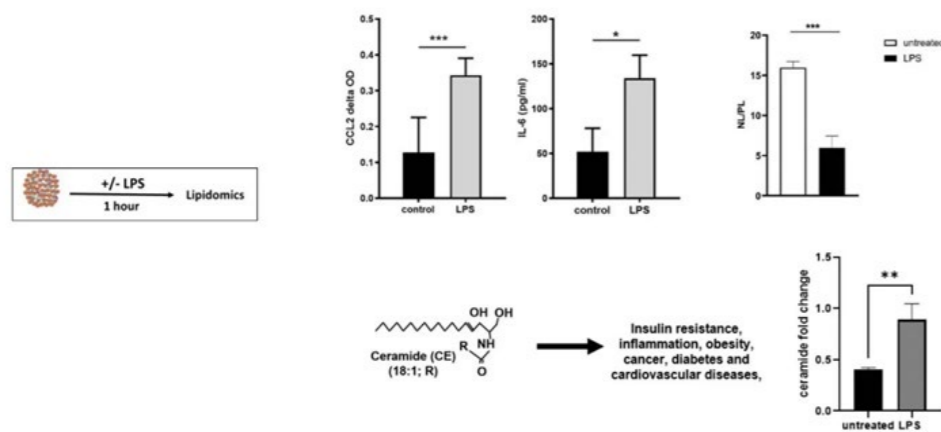 +/- LPS
1 hour
Lipidomics
CCL2 delta OD
0.5
0.4
0.3
0.2
0.1
0.0
***
control LPS
IL-6 (pg/ml)
200
150
100
50
0
*
control LPS
NL/PL
20
15
10
5
0
***
untreated
LPS
OH OH
NH
R
O
Ceramide (CE)
(18:1; R)
Insulin resistance,
inflammation, obesity,
cancer, diabetes and
cardiovascular diseases,
ceramide fold change
1.5
1.0
0.5
0.0
**
untreated LPS